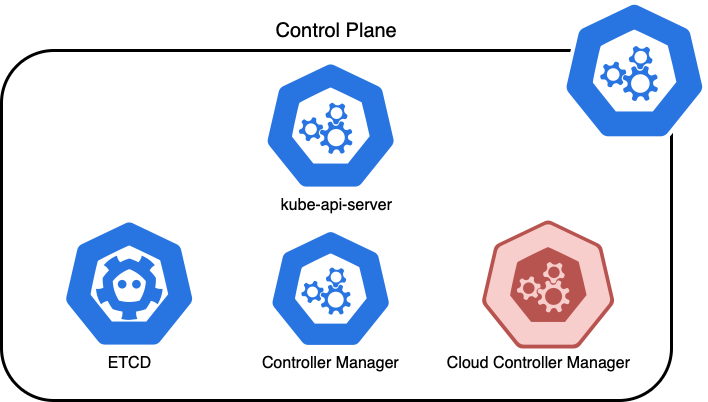 Control Plane
kube-api-server
ETCD
Controller Manager
Cloud Controller Manager